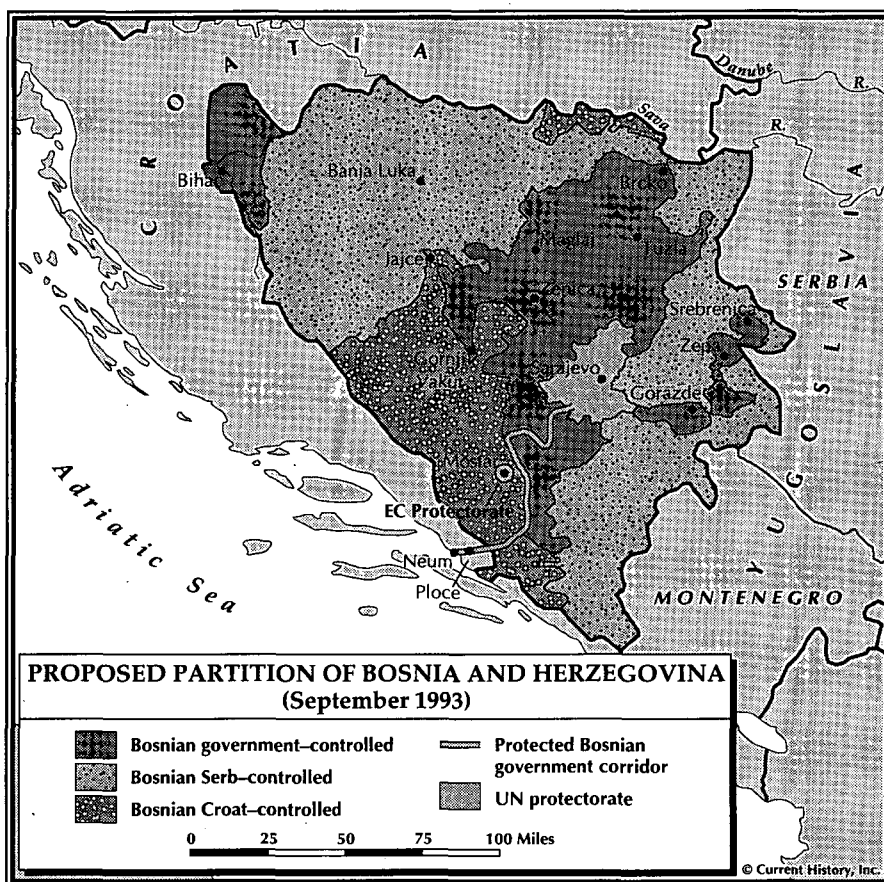 CROATIA
Danube
R.
Sava
R.
Biha
Banja Luka
Brcko
Maglaj
Tuzla
Jajce
Zenica
SERBIA
Srebrenica
Zepa
Gornji
Vakuf
Sarajevo
Gorazde
YUGOSLAVIA
Mostar
EC Protectorate
Adriatic Sea
Neum
Ploce
MONTENEGRO
PROPOSED PARTITION OF BOSNIA AND HERZEGOVINA
(September 1993)
Bosnian government–controlled
Bosnian Serb–controlled
Bosnian Croat–controlled
Protected Bosnian
government corridor
UN protectorate
0 25 50 75 100 Miles
© Current History, Inc.